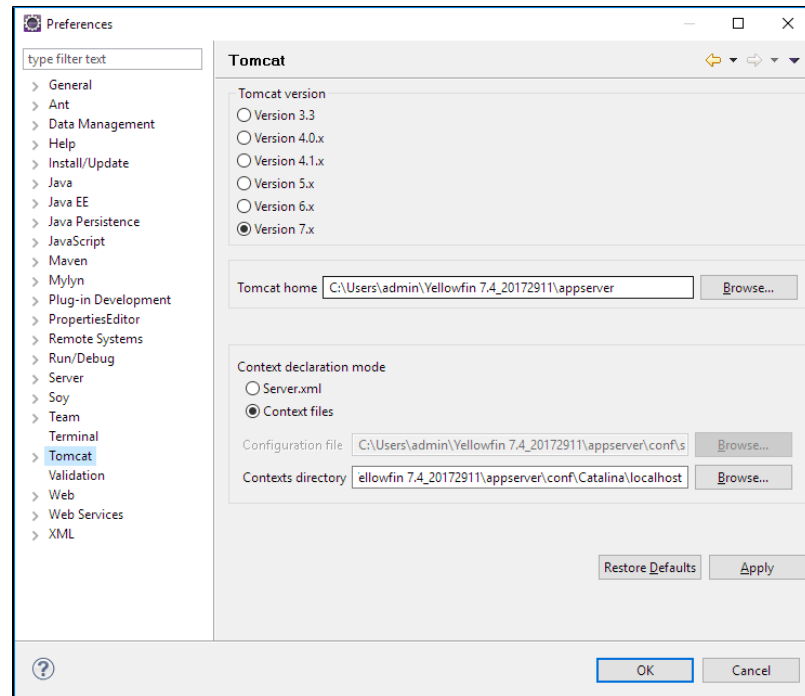 Preferences
type filter text
General
Ant
Data Management
Help
Install/Update
Java
Java EE
Java Persistence
JavaScript
Maven
Mylyn
Plug-in Development
PropertiesEditor
Remote Systems
Run/Debug
Server
Soy
Team
Terminal
Tomcat
Validation
Web
Web Services
XML
Tomcat
Tomcat version
Version 3.3
Version 4.0.x
Version 4.1.x
Version 5.x
Version 6.x
Version 7.x
Tomcat home C:\Users\admin\Yellowfin 7.4_20172911\appserver Browse...
Context declaration mode
Server.xml
Context files
Configuration file C:\Users\admin\Yellowfin 7.4_20172911\appserver\conf\s Browse...
Contexts directory ellowfin 7.4_20172911\appserver\conf\Catalina\localhost Browse...
Restore Defaults Apply
? OK Cancel